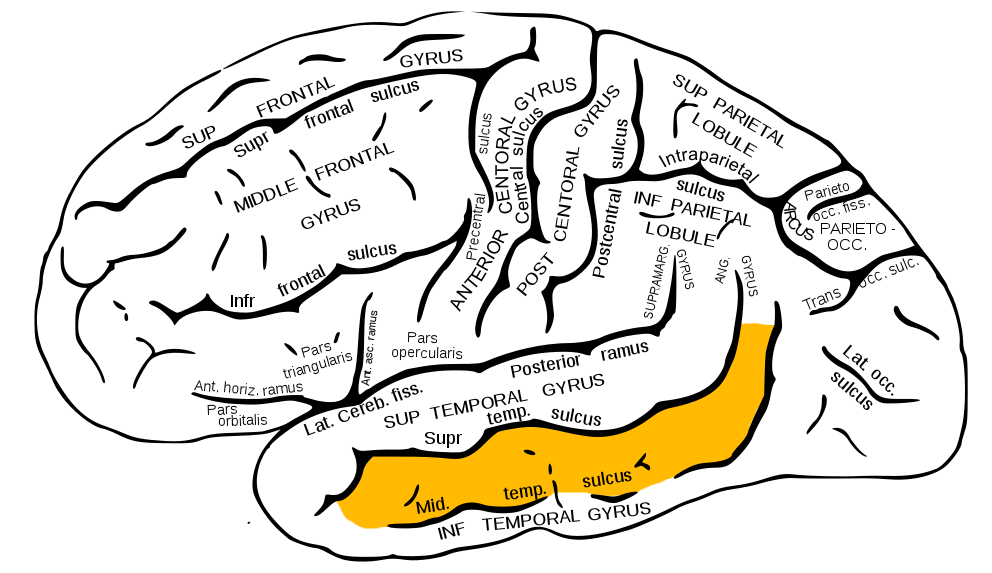 SUP FRONTAL GYRUS
Supr frontal sulcus
MIDDLE FRONTAL
GYRUS
Infr frontal sulcus
Precentral sulcus
ANTERIOR CENTORAL GYRUS
Central sulcus
POST CENTORAL GYRUS
Postcentral sulcus
SUP PARIETAL
LOBULE
Intraparietal
sulcus
INF PARIETAL
LOBULE
SUPRAMARG.
GYRUS
ANG.
GYRUS
ARCUS
Parieto
occ. fiss.
PARIETO -
OCC.
Trans occ. sulc.
Lat. occ.
sulcus
Pars
triangularis
Ant. asc. ramus
Pars
opercularis
Ant. horiz. ramus
Pars
orbitalis
Lat. Cereb. fiss.
Posterior ramus
SUP TEMPORAL GYRUS
Supr temp. sulcus
Mid. temp. sulcus
INF TEMPORAL GYRUS